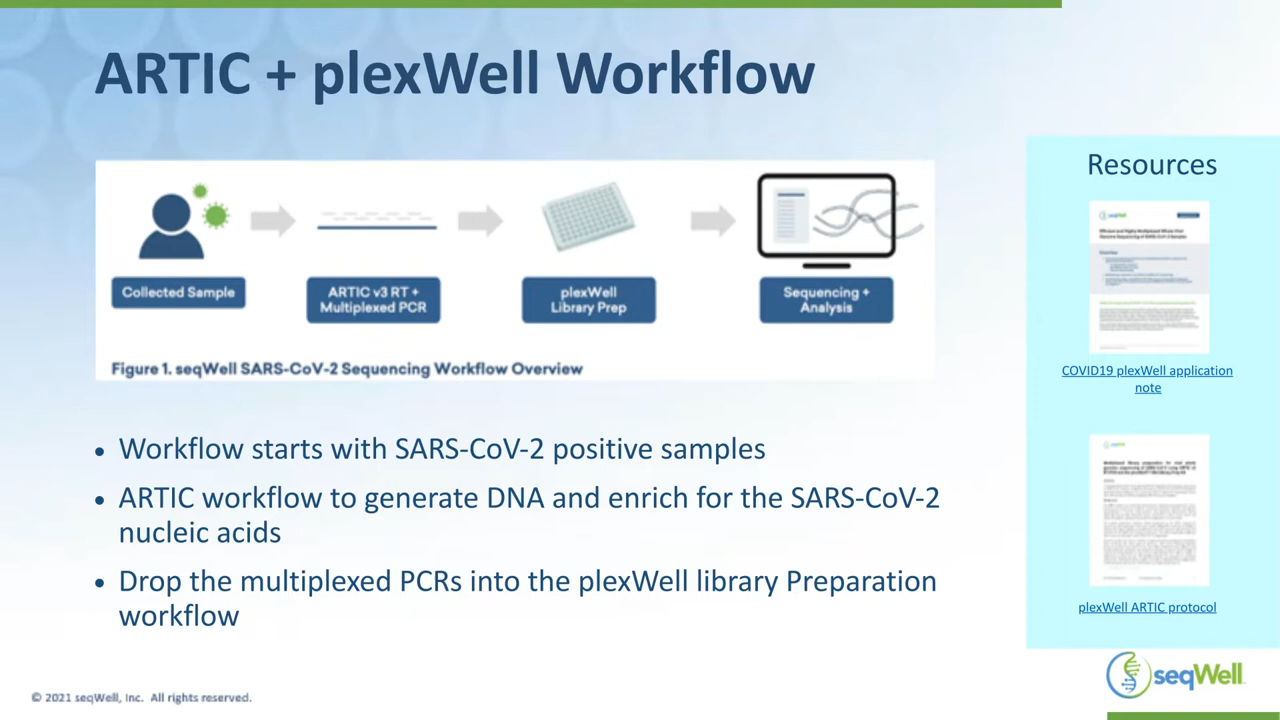 ARTIC + plexWell Workflow
Collected Sample
ARTIC v3 RT +
Multiplexed PCR
plexWell
Library Prep
Sequencing +
Analysis
Figure 1. seqWell SARS-CoV-2 Sequencing Workflow Overview
• Workflow starts with SARS-CoV-2 positive samples
• ARTIC workflow to generate DNA and enrich for the SARS-CoV-2
nucleic acids
• Drop the multiplexed PCRs into the plexWell library Preparation
workflow
Resources
seqWell
Overview
COVID19 plexWell application
note
seqWell
plexWell ARTIC protocol
seqWell
© 2021 seqWell, Inc. All rights reserved.